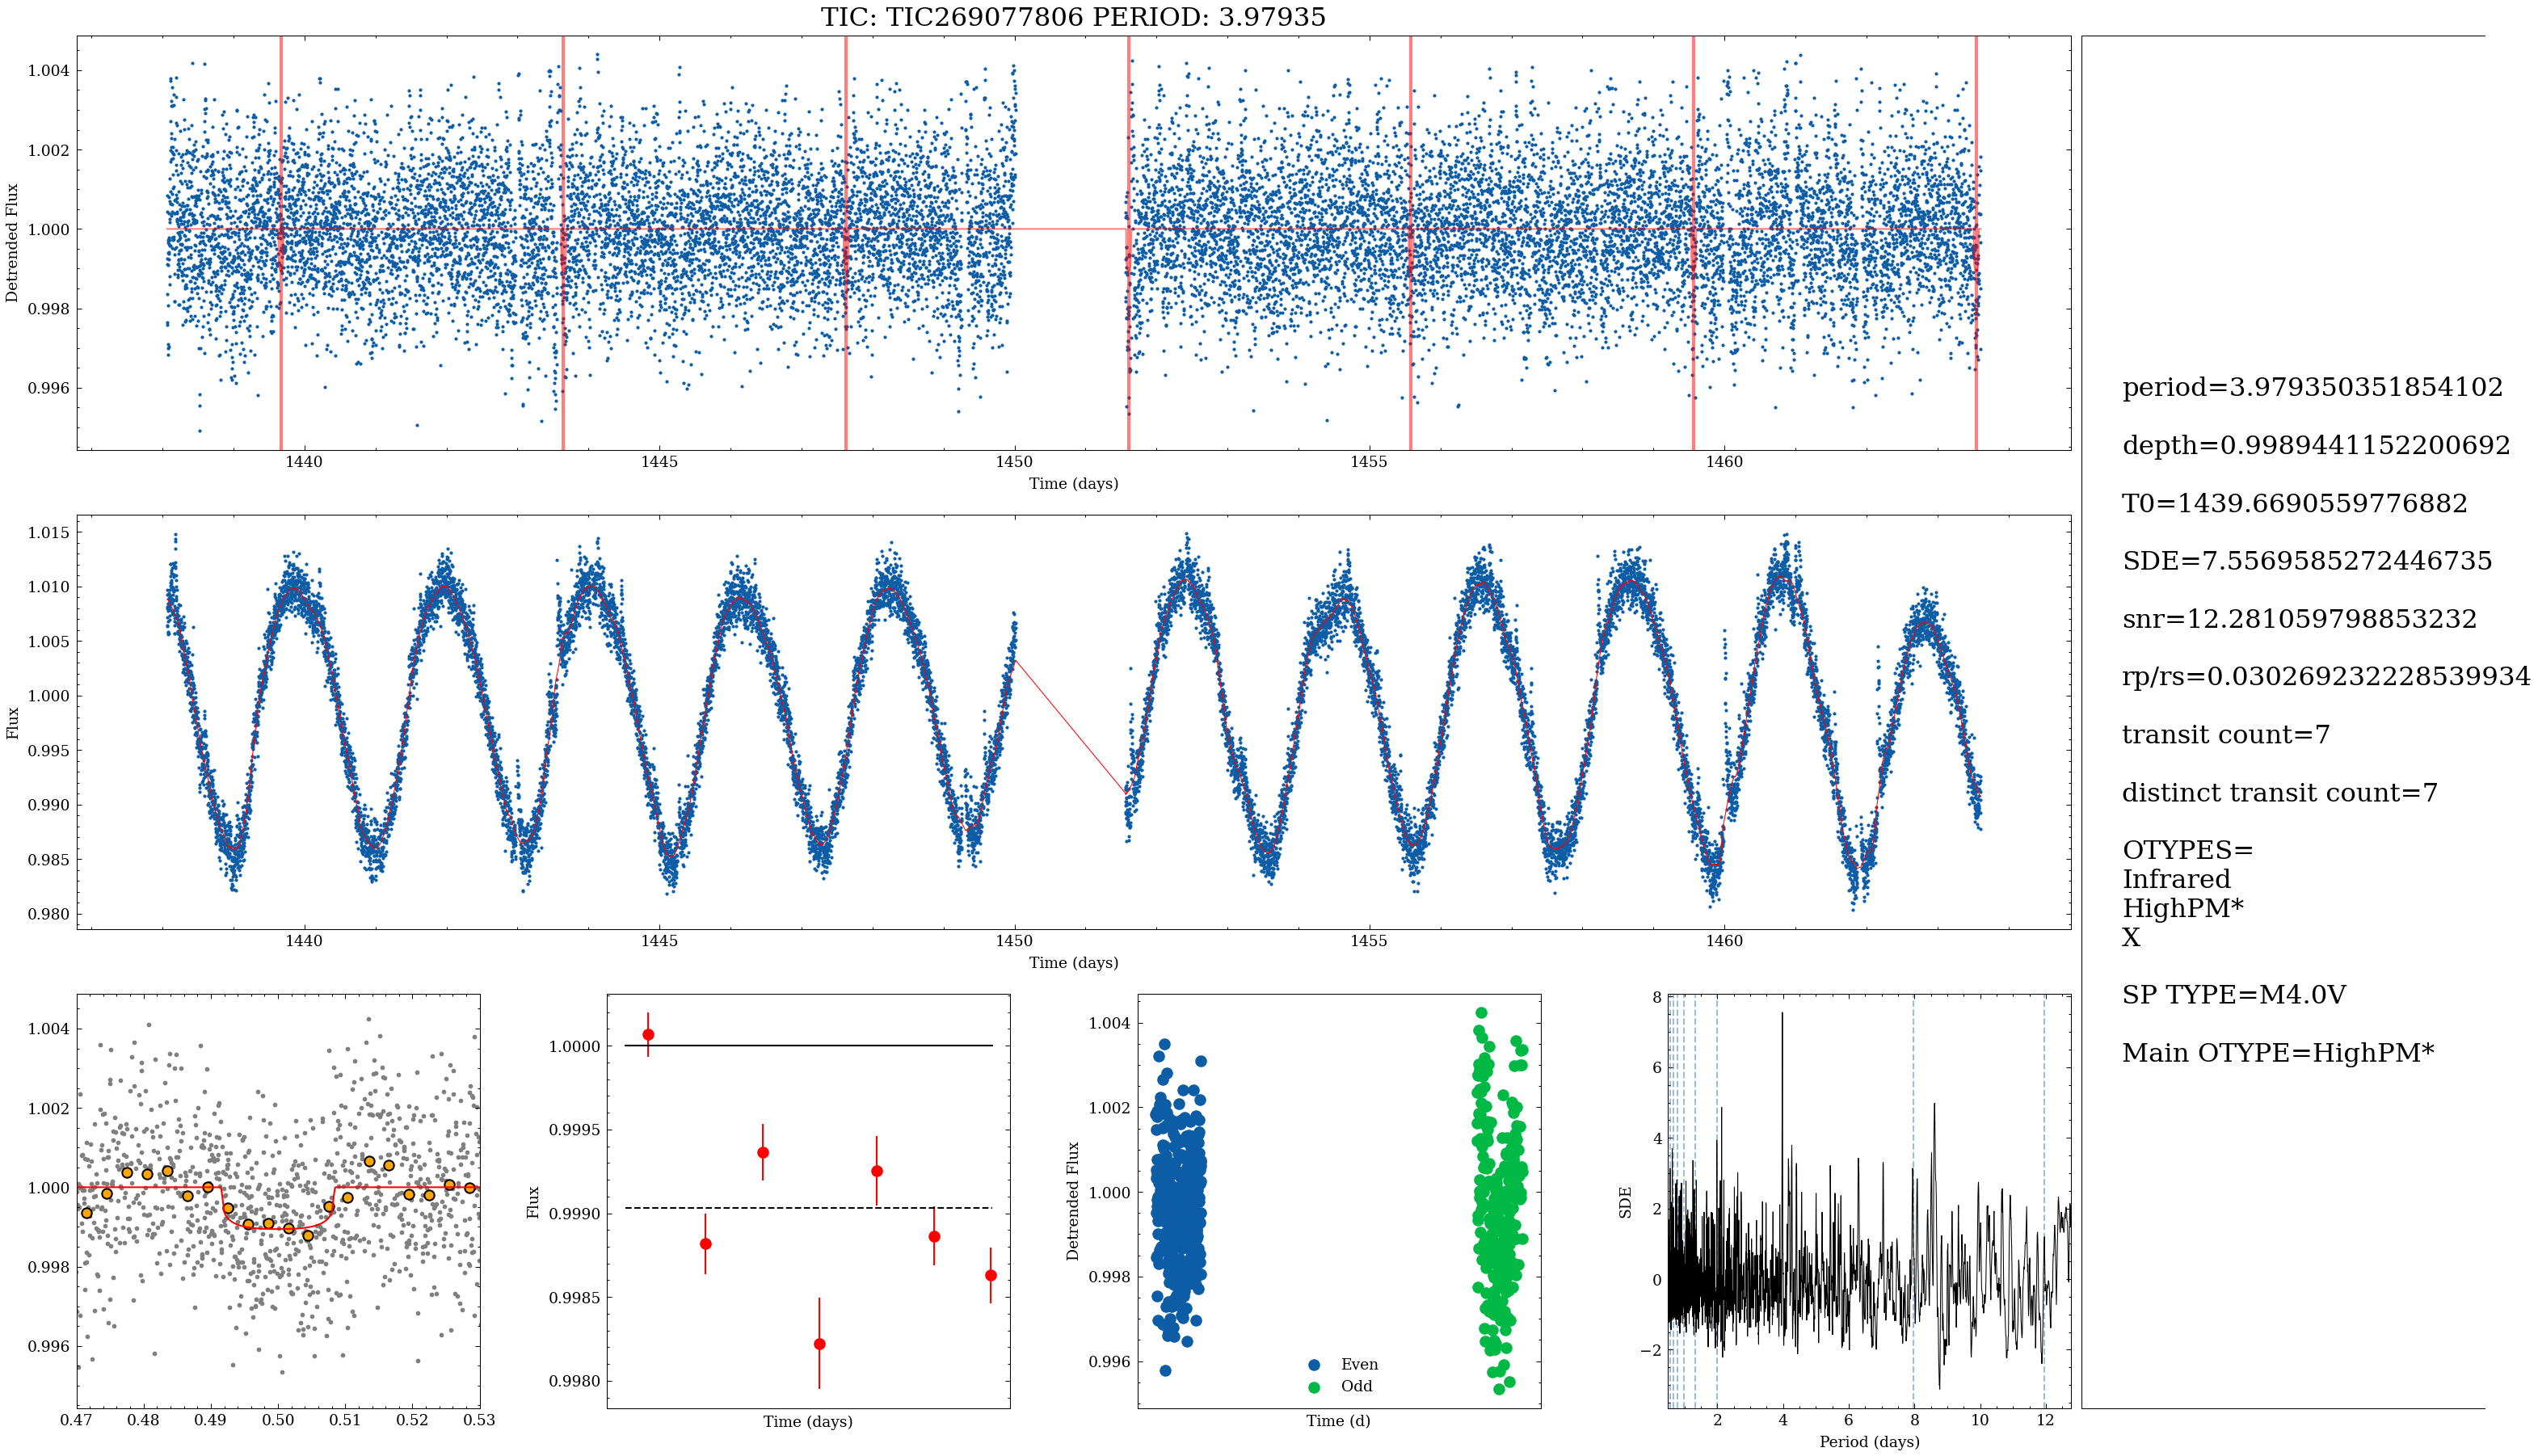 TIC: TIC269077806 PERIOD: 3.97935
1.004
1.002
1.000
0.998
0.996
Detrended Flux
1440
1445
1450
1455
1460
Time (days)
1.015
1.010
1.005
1.000
0.995
0.990
0.985
0.980
Flux
1440
1445
1450
1455
1460
Time (days)
1.004
1.002
1.000
0.998
0.996
0.47
0.48
0.49
0.50
0.51
0.52
0.53
1.0000
0.9995
0.9990
0.9985
0.9980
Flux
Time (days)
1.004
1.002
1.000
0.998
0.996
Detrended Flux
Even
Odd
Time (d)
8
6
4
2
0
−2
SDE
2
4
6
8
10
12
Period (days)
period=3.979350351854102
depth=0.9989441152200692
T0=1439.6690559776882
SDE=7.5569585272446735
snr=12.281059798853232
rp/rs=0.030269232228539934
transit count=7
distinct transit count=7
OTYPES=
Infrared
HighPM*
X
SP TYPE=M4.0V
Main OTYPE=HighPM*